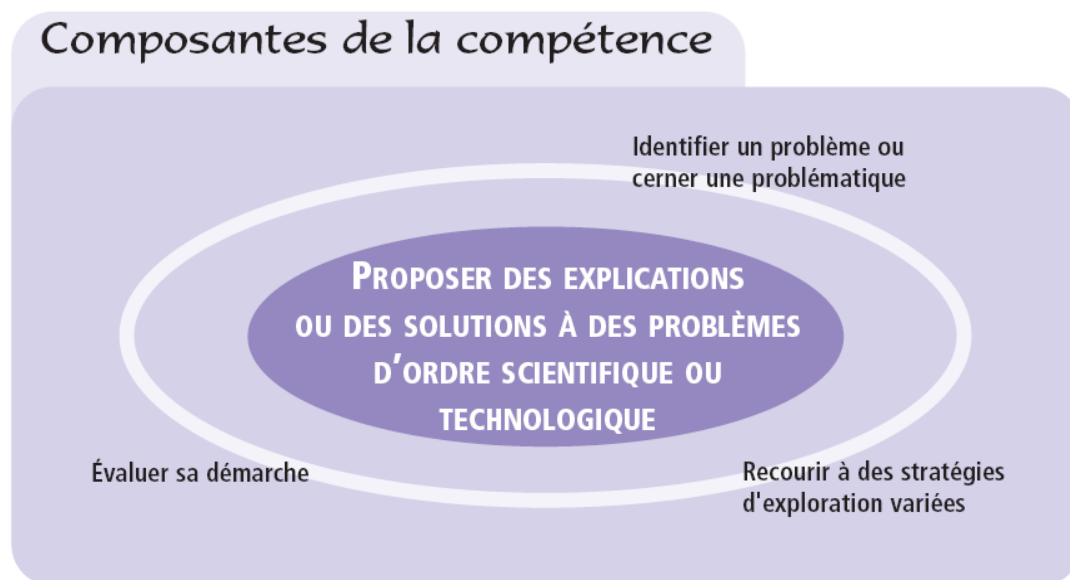 Composantes de la compétence
Identifier un problème ou
cerner une problématique
PROPOSER DES EXPLICATIONS
OU DES SOLUTIONS À DES PROBLÈMES
D'ORDRE SCIENTIFIQUE OU
TECHNOLOGIQUE
Évaluer sa démarche
Recourir à des stratégies
d'exploration variées